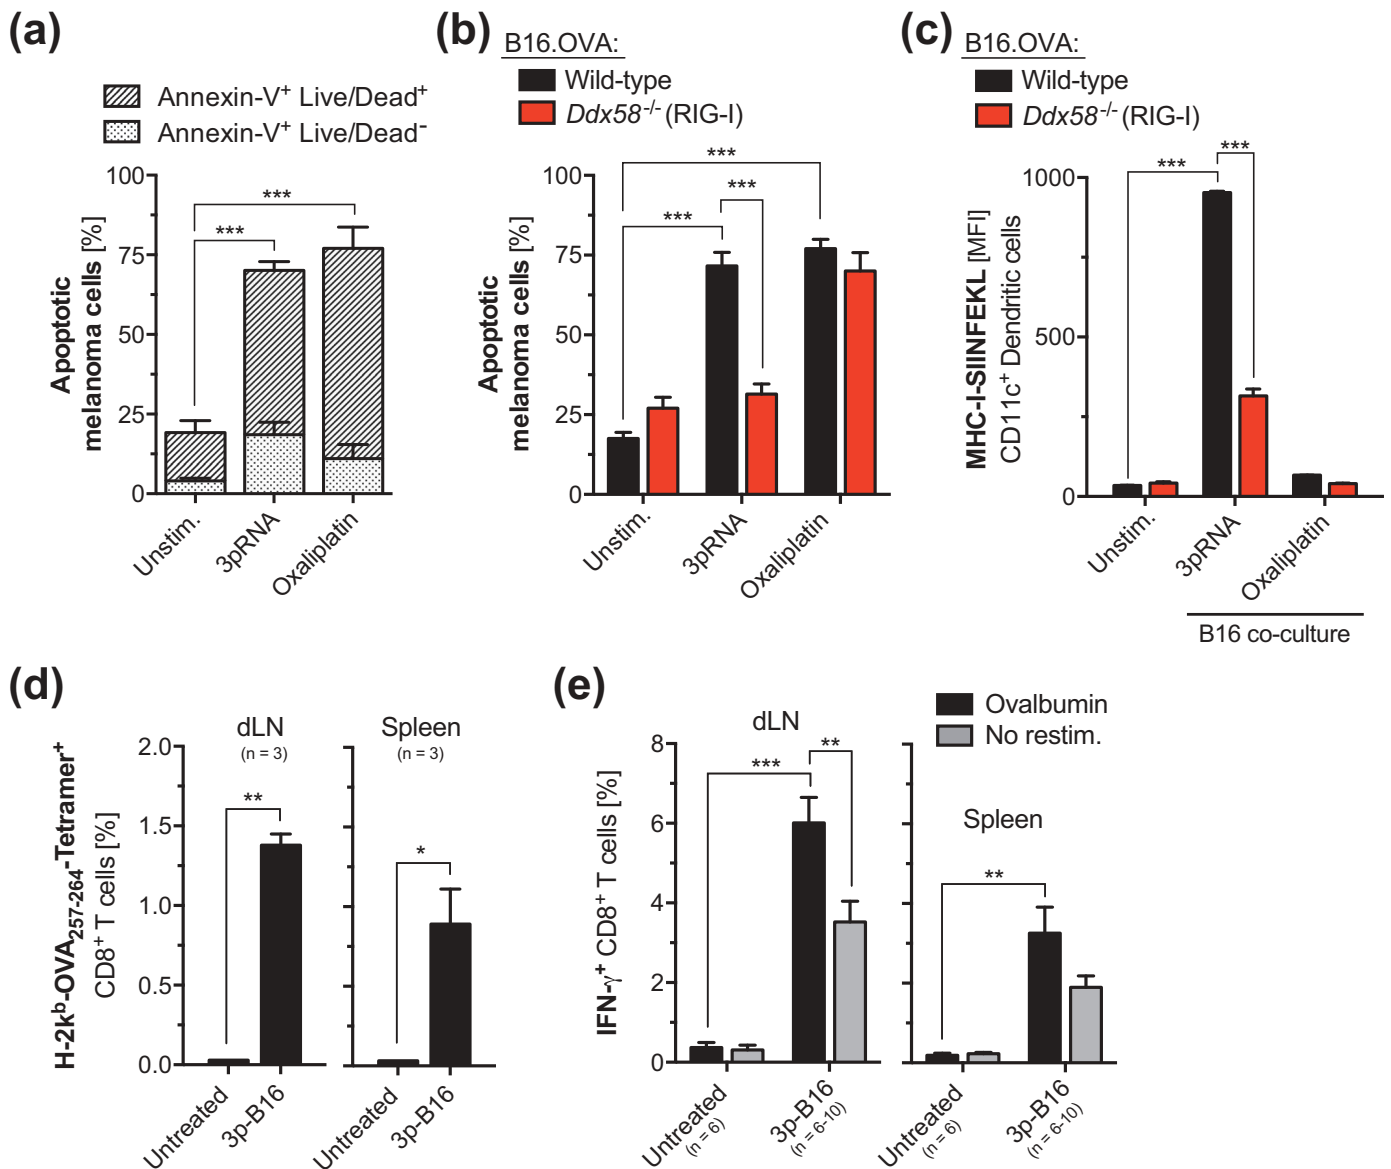 (a)
Annexin-V+ Live/Dead+
Annexin-V+ Live/Dead-
Apoptotic
melanoma cells [%]
100
75
50
25
0
***
***
Unstim.
3pRNA
Oxaliplatin
(b)
B16.OVA:
Wild-type
Ddx58-/- (RIG-I)
Apoptotic
melanoma cells [%]
100
75
50
25
0
***
***
***
Unstim.
3pRNA
Oxaliplatin
(c)
B16.OVA:
Wild-type
Ddx58-/- (RIG-I)
MHC-I-SIINFEKL [MFI]
CD11c+ Dendritic cells
1000
500
0
***
***
Unstim.
3pRNA
Oxaliplatin
B16 co-culture
(d)
H-2kb-OVA257-264-Tetramer+
CD8+ T cells [%]
2.0
1.5
1.0
0.5
0.0
dLN
(n = 3)
**
Untreated
3p-B16
Spleen
(n = 3)
*
Untreated
3p-B16
(e)
Ovalbumin
No restim.
IFN-γ+ CD8+ T cells [%]
8
6
4
2
0
dLN
***
**
Untreated
(n = 6)
3p-B16
(n = 6-10)
Spleen
**
Untreated
(n = 6)
3p-B16
(n = 6-10)